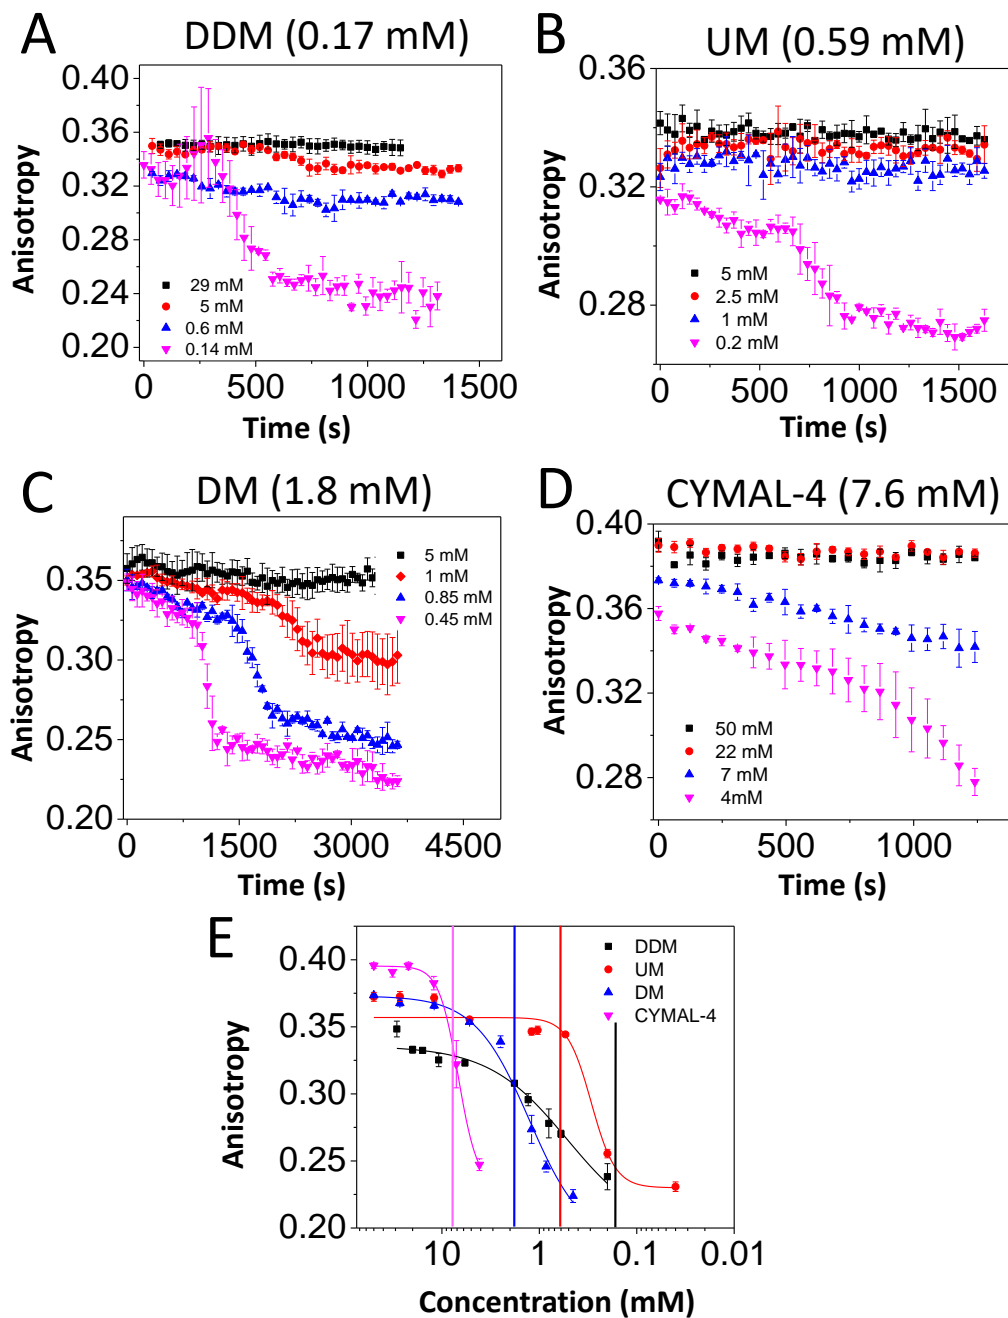 A DDM (0.17 mM)
0.40
0.36
0.32
0.28
0.24
0.20
Anisotropy
29 mM
5 mM
0.6 mM
0.14 mM
0 500 1000 1500
Time (s)
B UM (0.59 mM)
0.36
0.32
0.28
Anisotropy
5 mM
2.5 mM
1 mM
0.2 mM
0 500 1000 1500
Time (s)
C DM (1.8 mM)
0.35
0.30
0.25
0.20
Anisotropy
5 mM
1 mM
0.85 mM
0.45 mM
0 1500 3000 4500
Time (s)
D CYMAL-4 (7.6 mM)
0.40
0.36
0.32
0.28
Anisotropy
50 mM
22 mM
7 mM
4mM
0 500 1000
Time (s)
E
0.40
0.35
0.30
0.25
0.20
Anisotropy
DDM
UM
DM
CYMAL-4
10 1 0.1 0.01
Concentration (mM)